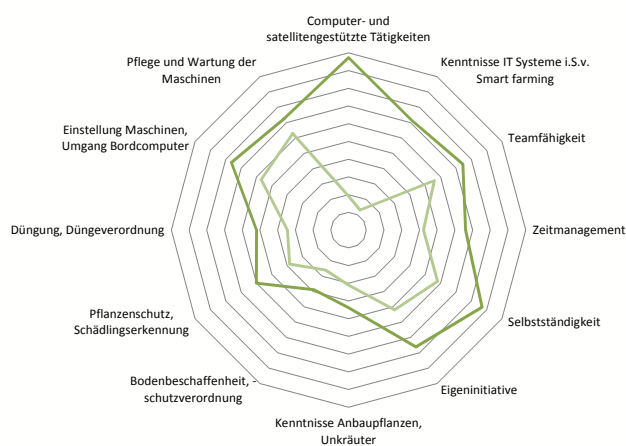 Computer- und
satellitengestützte Tätigkeiten
Kenntnisse IT Systeme i.S.v.
Smart farming
Teamfähigkeit
Zeitmanagement
Selbstständigkeit
Eigeninitiative
Kenntnisse Anbaupflanzen,
Unkräuter
Bodenbeschaffenheit, -
schutzverordnung
Pflanzenschutz,
Schädlingserkennung
Düngung, Düngeverordnung
Einstellung Maschinen,
Umgang Bordcomputer
Pflege und Wartung der
Maschinen